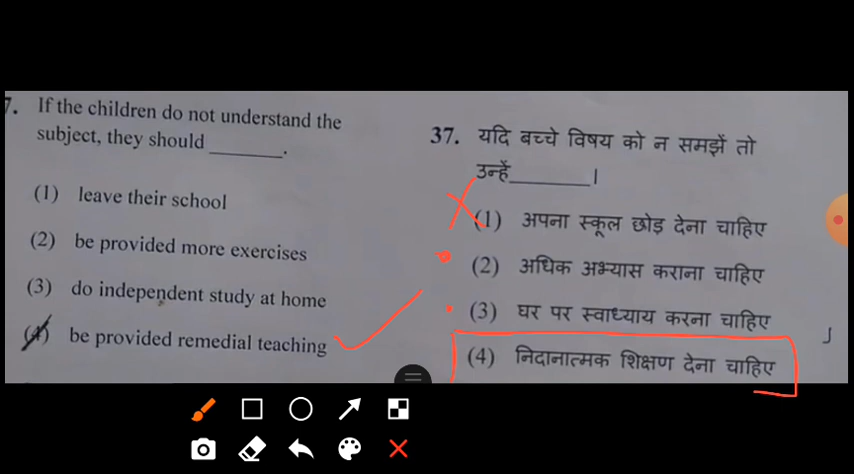 7. If the children do not understand the
subject, they should ______.
(1) leave their school
(2) be provided more exercises
(3) do independent study at home
(4) be provided remedial teaching
37. यदि बच्चे विषय को न समझें तो
उन्हें______।
(1) अपना स्कूल छोड़ देना चाहिए
(2) अधिक अभ्यास कराना चाहिए
(3) घर पर स्वाध्याय करना चाहिए
(4) निदानात्मक शिक्षण देना चाहिए